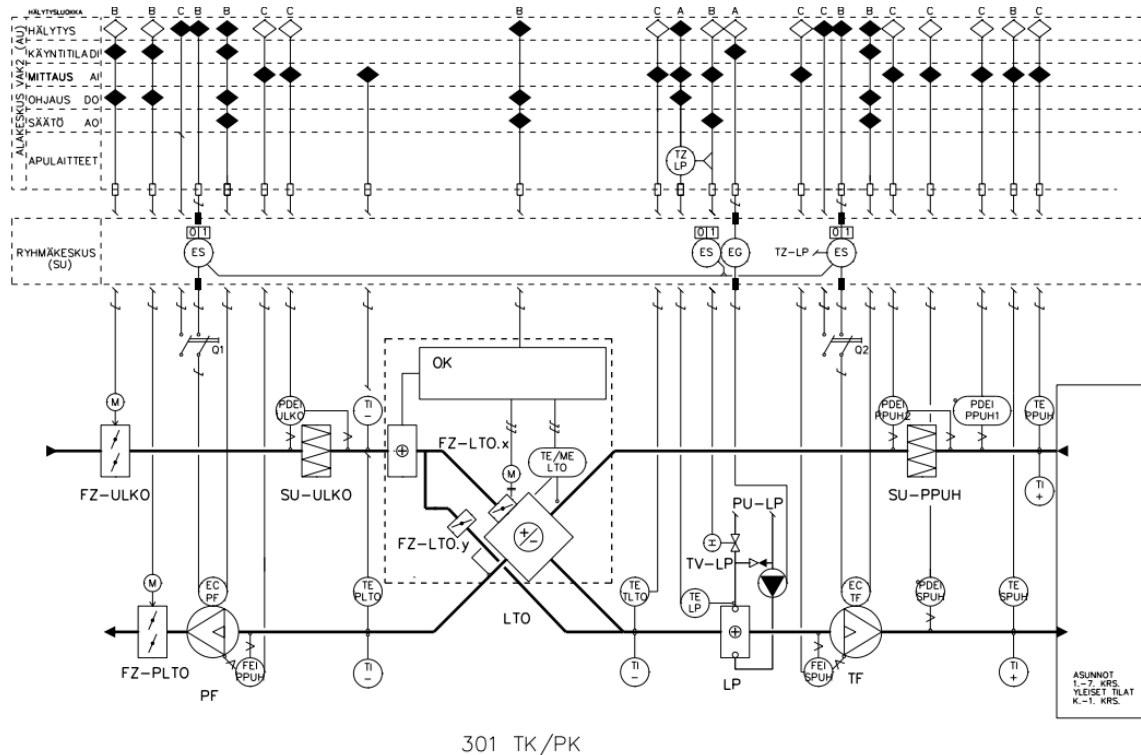 HÄLYTYSLUOKKA B B C B B C C B C A B A C C B B C C C B C
ALAKESKUS VAK2 (AU)
HÄLYTYS
KÄYNTITILA DI
MITTAUS AI
OHJAUS DO
SÄÄTÖ AO
APULAITTEET
TZ
LP
RYHMÄKESKUS
(SU)
0 1
ES
0 1
ES
EG
TZ-LP
0 1
ES
Q1
Q2
OK
M
PDEI
ULKO
TI
-
FZ-LTO.x
M
TE/ME
LTO
PDEI
PPUH2
PDEI
PPUH1
TE
PPUH
FZ-ULKO
SU-ULKO
SU-PPUH
TI
+
FZ-LTO.y
+/-
PU-LP
H
TV-LP
M
EC
PF
TE
PLTO
LTO
TE
TLTO
TE
LP
EC
TF
PDEI
SPUH
TE
SPUH
FZ-PLTO
FEI
PPUH
PF
TI
-
TI
-
LP
FEI
SPUH
TF
TI
+
ASUNNOT
1.-7. KRS.
YLEISET TILAT
K.-1. KRS.
301 TK/PK